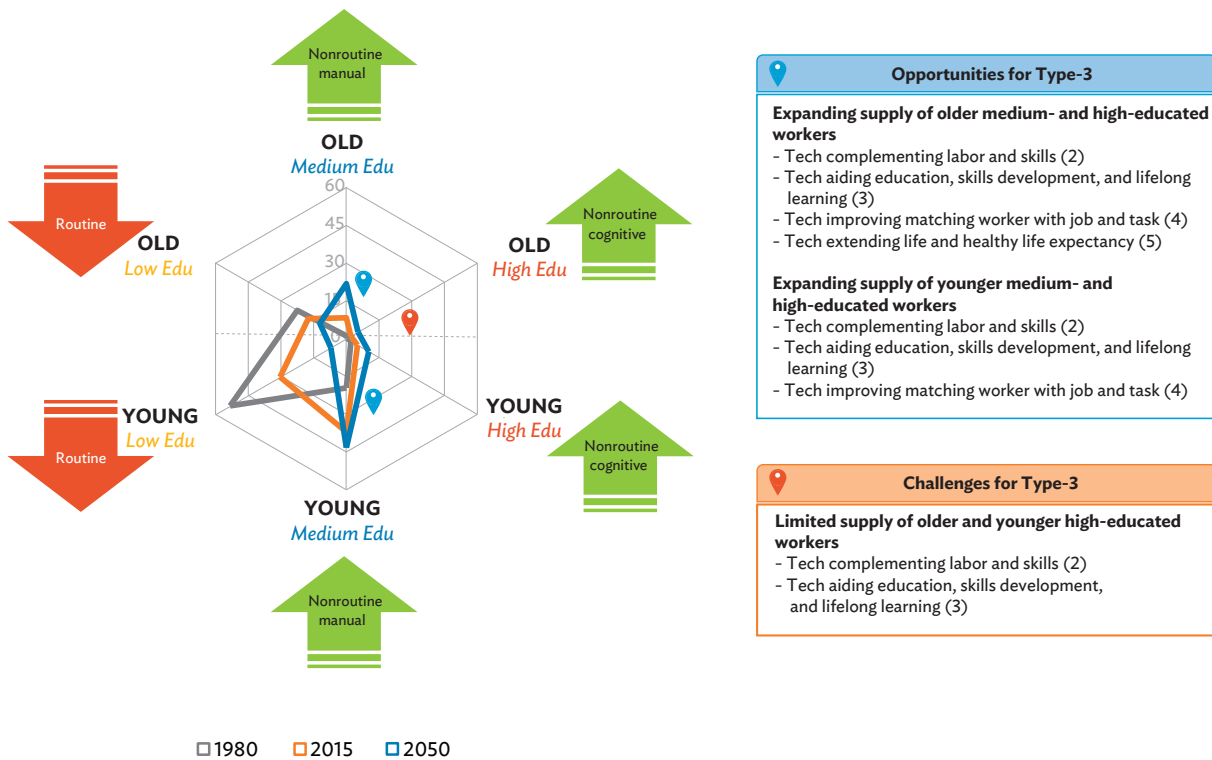 Nonroutine
manual
OLD
Medium Edu
Routine
OLD
Low Edu
Nonroutine
cognitive
OLD
High Edu
60
45
30
15
0
YOUNG
Low Edu
Routine
YOUNG
High Edu
Nonroutine
cognitive
YOUNG
Medium Edu
Nonroutine
manual
1980
2015
2050
Opportunities for Type-3
Expanding supply of older medium- and high-educated
workers
- Tech complementing labor and skills (2)
- Tech aiding education, skills development, and lifelong
learning (3)
- Tech improving matching worker with job and task (4)
- Tech extending life and healthy life expectancy (5)
Expanding supply of younger medium- and
high-educated workers
- Tech complementing labor and skills (2)
- Tech aiding education, skills development, and lifelong
learning (3)
- Tech improving matching worker with job and task (4)
Challenges for Type-3
Limited supply of older and younger high-educated
workers
- Tech complementing labor and skills (2)
- Tech aiding education, skills development,
and lifelong learning (3)